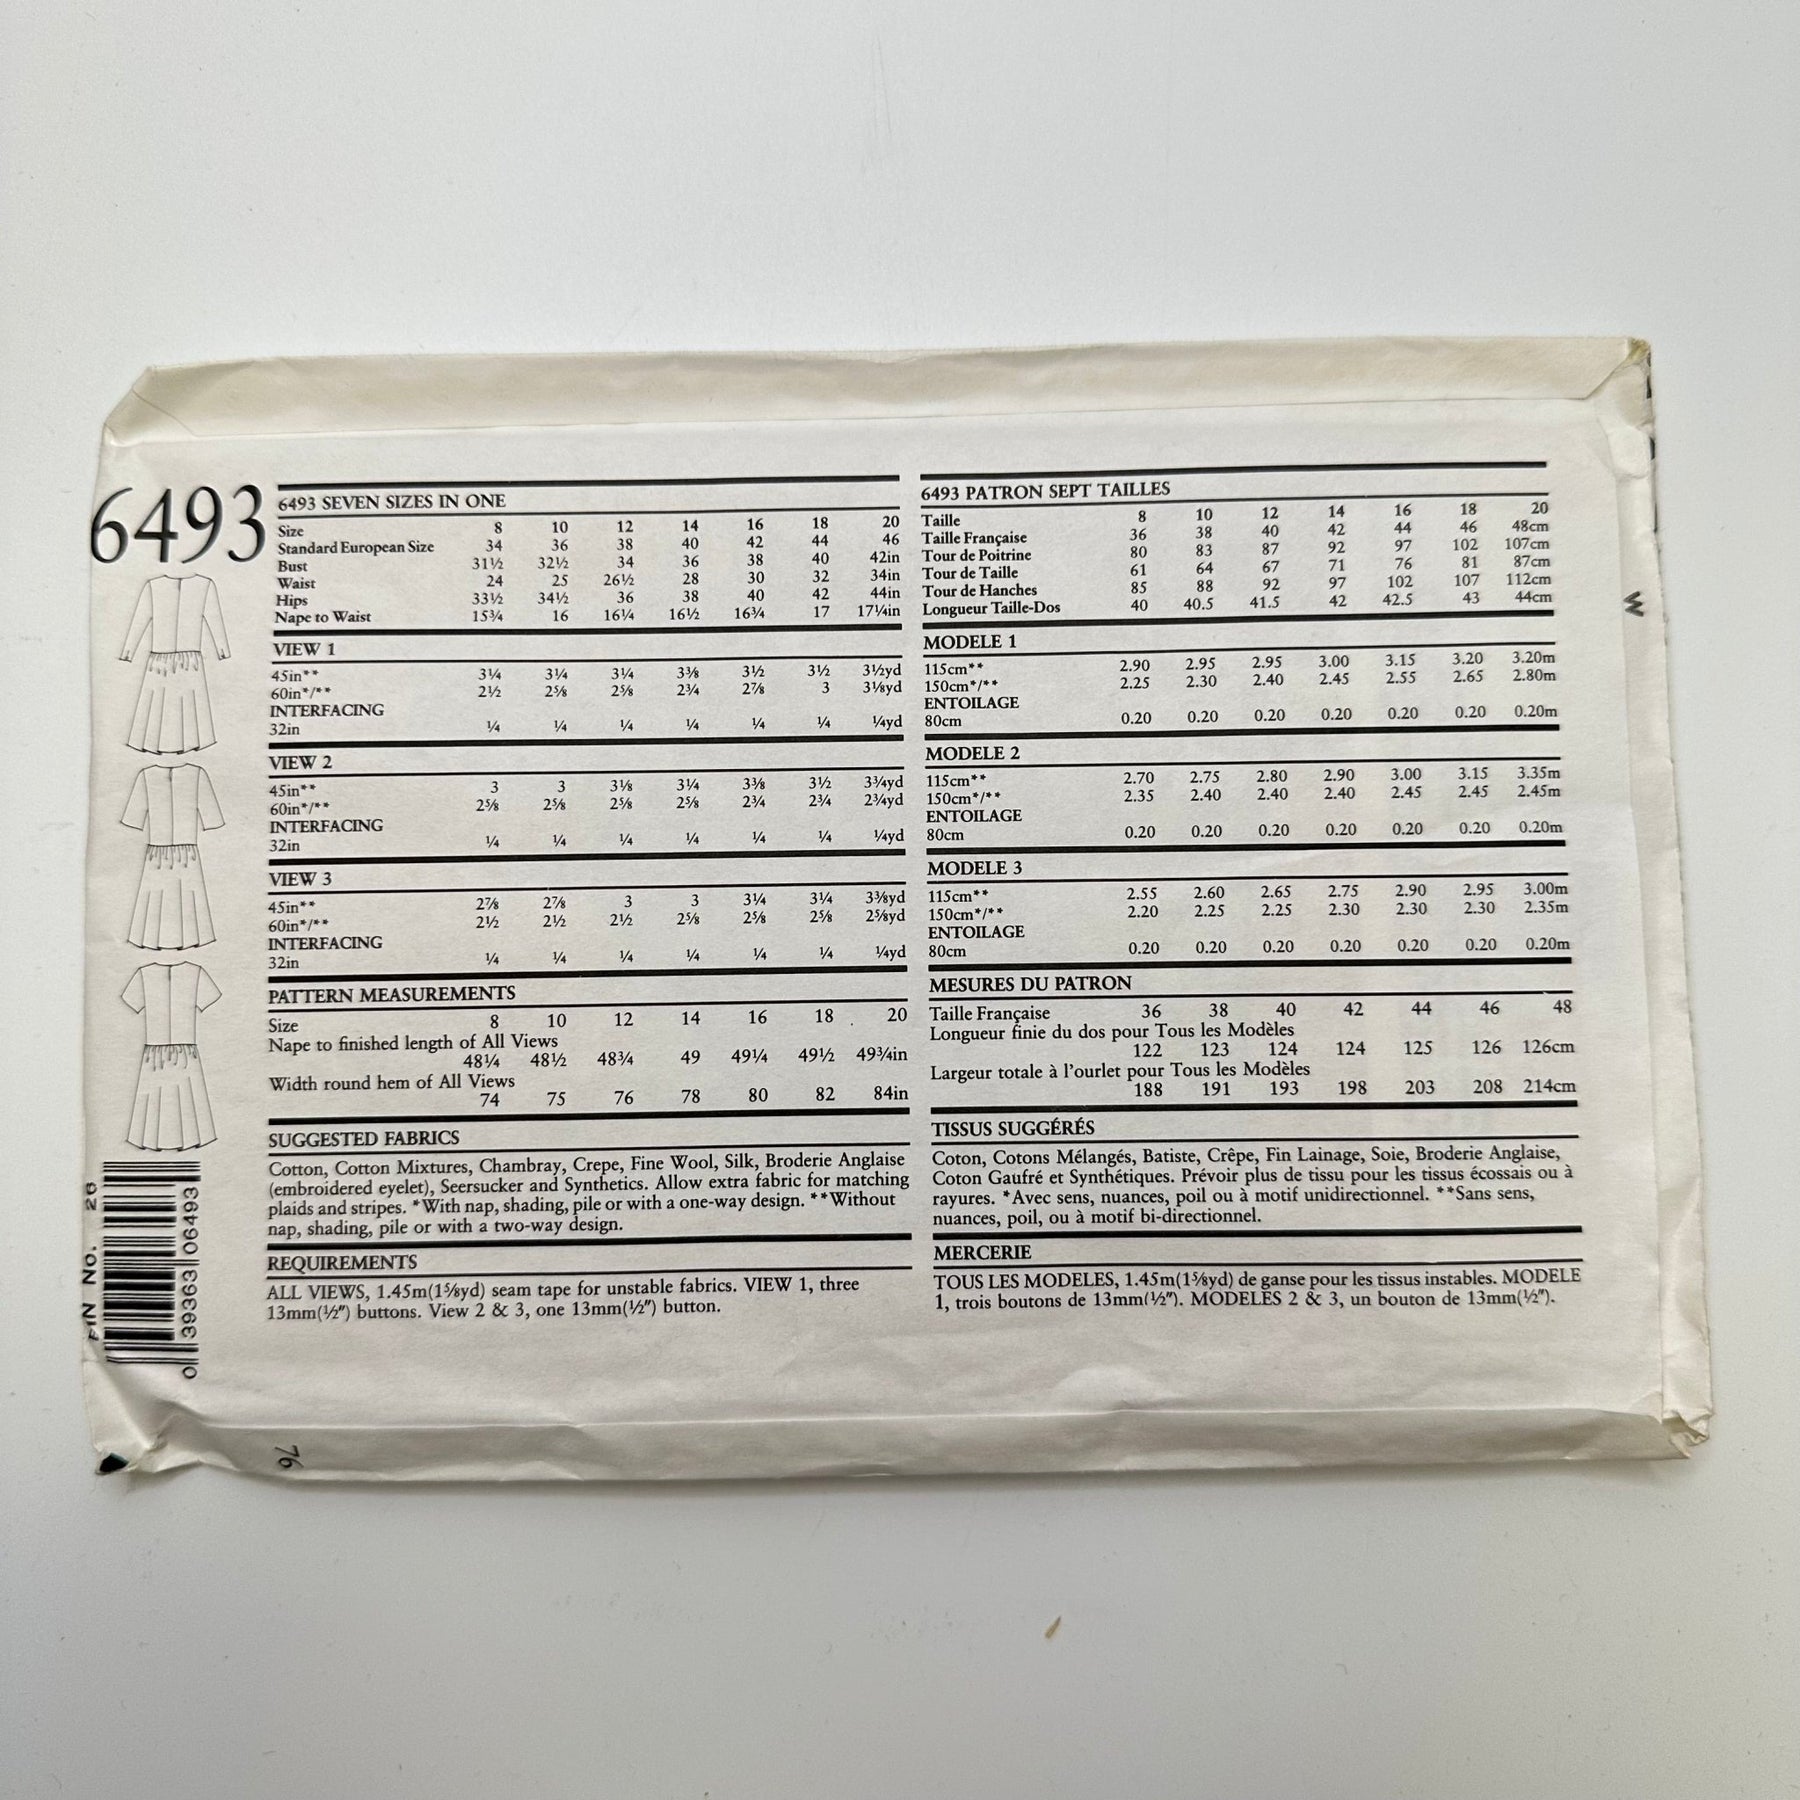 6493
6493 SEVEN SIZES IN ONE
Size 8 10 12 14 16 18 20
Standard European Size 34 36 38 40 42 44 46
Bust 31½ 32½ 34 36 38 40 42in
Waist 24 25 26½ 28 30 32 34in
Hips 33½ 34½ 36 38 40 42 44in
Nape to Waist 15¾ 16 16¼ 16½ 16¾ 17 17¼in
VIEW 1
45in** 3¼ 3¼ 3¼ 3⅜ 3½ 3½ 3½yd
60in*/** 2½ 2⅝ 2⅝ 2¾ 2⅞ 3 3⅛yd
INTERFACING
32in ¼ ¼ ¼ ¼ ¼ ¼ ¼yd
VIEW 2
45in** 3 3 3⅛ 3¼ 3⅜ 3½ 3¾yd
60in*/** 2⅝ 2⅝ 2⅝ 2⅝ 2¾ 2¾ 2¾yd
INTERFACING
32in ¼ ¼ ¼ ¼ ¼ ¼ ¼yd
VIEW 3
45in** 2⅞ 2⅞ 3 3 3¼ 3¼ 3⅜yd
60in*/** 2½ 2½ 2½ 2⅝ 2⅝ 2⅝ 2⅝yd
INTERFACING
32in ¼ ¼ ¼ ¼ ¼ ¼ ¼yd
PATTERN MEASUREMENTS
Size 8 10 12 14 16 18 20
Nape to finished length of All Views
48¼ 48½ 48¾ 49 49¼ 49½ 49¾in
Width round hem of All Views
74 75 76 78 80 82 84in
SUGGESTED FABRICS
Cotton, Cotton Mixtures, Chambray, Crepe, Fine Wool, Silk, Broderie Anglaise
(embroidered eyelet), Seersucker and Synthetics. Allow extra fabric for matching
plaids and stripes. *With nap, shading, pile or with a one-way design. **Without
nap, shading, pile or with a two-way design.
REQUIREMENTS
ALL VIEWS, 1.45m(1⅝yd) seam tape for unstable fabrics. VIEW 1, three
13mm(½″) buttons. View 2 & 3, one 13mm(½″) button.
6493 PATRON SEPT TAILLES
Taille 8 10 12 14 16 18 20
Taille Française 36 38 40 42 44 46 48cm
Tour de Poitrine 80 83 87 92 97 102 107cm
Tour de Taille 61 64 67 71 76 81 87cm
Tour de Hanches 85 88 92 97 102 107 112cm
Longueur Taille-Dos 40 40.5 41.5 42 42.5 43 44cm
MODELE 1
115cm** 2.90 2.95 2.95 3.00 3.15 3.20 3.20m
150cm*/** 2.25 2.30 2.40 2.45 2.55 2.65 2.80m
ENTOILAGE
80cm 0.20 0.20 0.20 0.20 0.20 0.20 0.20m
MODELE 2
115cm** 2.70 2.75 2.80 2.90 3.00 3.15 3.35m
150cm*/** 2.35 2.40 2.40 2.40 2.45 2.45 2.45m
ENTOILAGE
80cm 0.20 0.20 0.20 0.20 0.20 0.20 0.20m
MODELE 3
115cm** 2.55 2.60 2.65 2.75 2.90 2.95 3.00m
150cm*/** 2.20 2.25 2.25 2.30 2.30 2.30 2.35m
ENTOILAGE
80cm 0.20 0.20 0.20 0.20 0.20 0.20 0.20m
MESURES DU PATRON
Taille Française 36 38 40 42 44 46 48
Longueur finie du dos pour Tous les Modèles
122 123 124 124 125 126 126cm
Largeur totale à l'ourlet pour Tous les Modèles
188 191 193 198 203 208 214cm
TISSUS SUGGÉRÉS
Coton, Cotons Mélangés, Batiste, Crêpe, Fin Lainage, Soie, Broderie Anglaise,
Coton Gaufré et Synthétiques. Prévoir plus de tissu pour les tissus écossais ou à
rayures. *Avec sens, nuances, poil ou à motif unidirectionnel. **Sans sens,
nuances, poil, ou à motif bi-directionnel.
MERCERIE
TOUS LES MODELES, 1.45m(1⅝yd) de ganse pour les tissus instables. MODELE
1, trois boutons de 13mm(½″). MODELES 2 & 3, un bouton de 13mm(½″).
No. 26
0 39363 06493
76
W